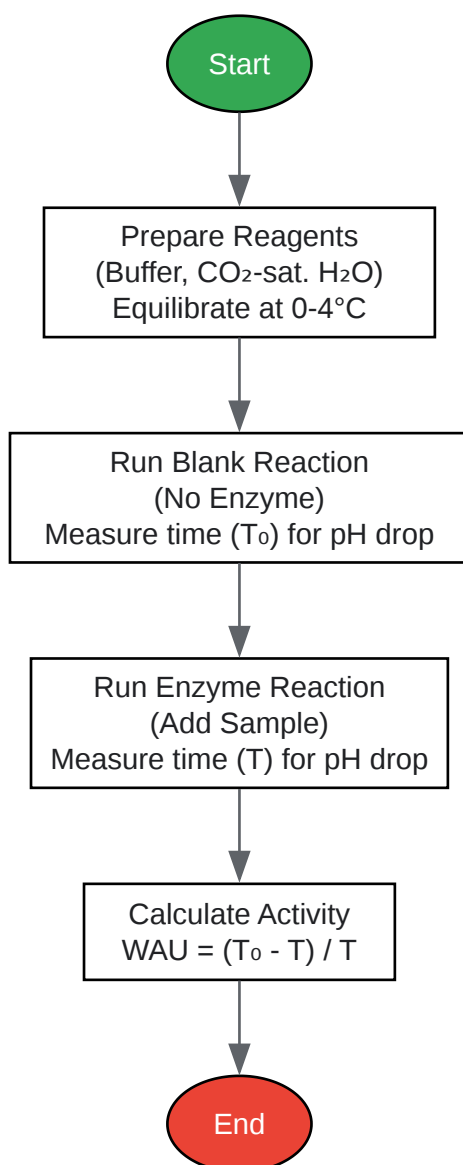 Start
Prepare Reagents
(Buffer, CO₂-sat. H₂O)
Equilibrate at 0-4°C
Run Blank Reaction
(No Enzyme)
Measure time (T₀) for pH drop
Run Enzyme Reaction
(Add Sample)
Measure time (T) for pH drop
Calculate Activity
WAU = (T₀ - T) / T
End